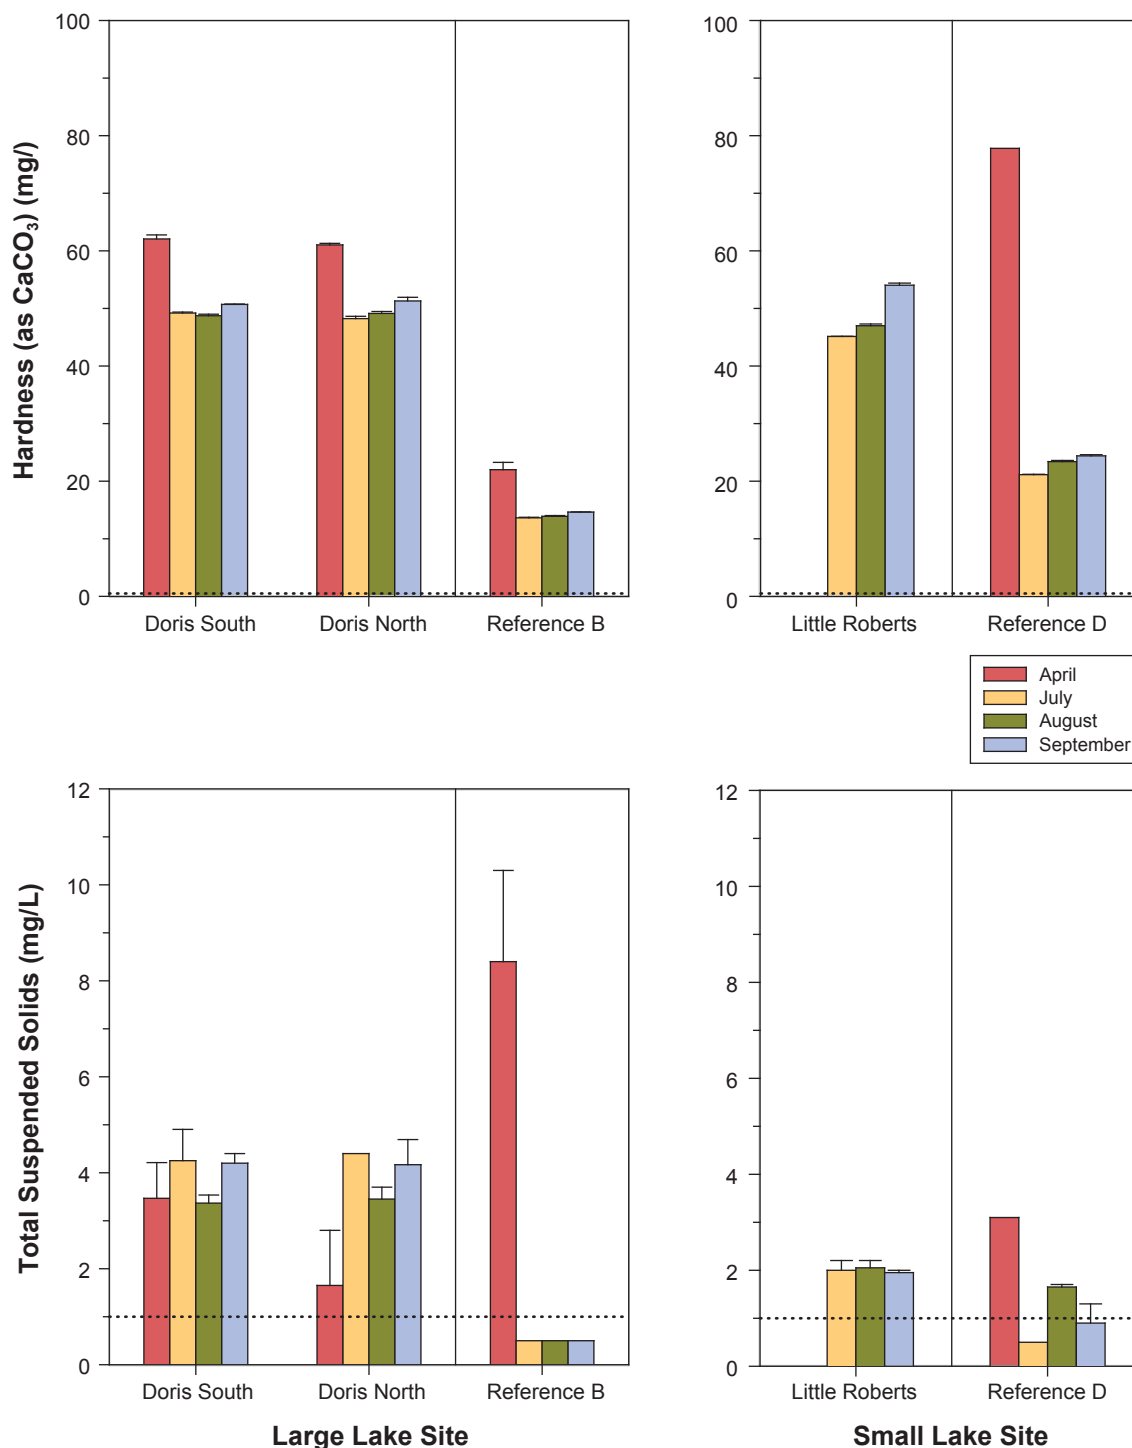 100
80
60
40
20
0
Hardness (as CaCO₃) (mg/)
Doris South
Doris North
Reference B
100
80
60
40
20
0
Little Roberts
Reference D
April
July
August
September
12
10
8
6
4
2
0
Total Suspended Solids (mg/L)
Doris South
Doris North
Reference B
Large Lake Site
12
10
8
6
4
2
0
Little Roberts
Reference D
Small Lake Site